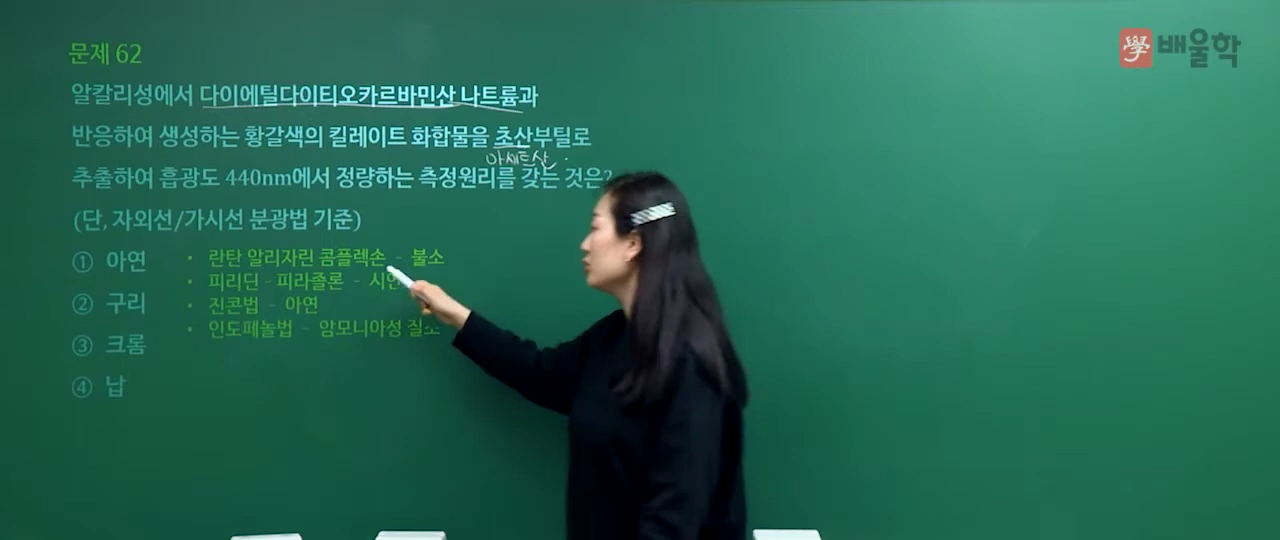 學 배울학
문제 62
알칼리성에서 다이에틸다이티오카르바민산 나트륨과
반응하여 생성하는 황갈색의 킬레이트 화합물을 초산부틸로
아세트산
추출하여 흡광도 440nm에서 정량하는 측정원리를 갖는 것은?
(단, 자외선/가시선 분광법 기준)
① 아연
② 구리
③ 크롬
④ 납
• 란탄 알리자린 콤플렉손 - 불소
• 피리딘 - 피라졸론 -
• 진콘법 - 아연
• 인도페놀법 - 암모니아성 질소